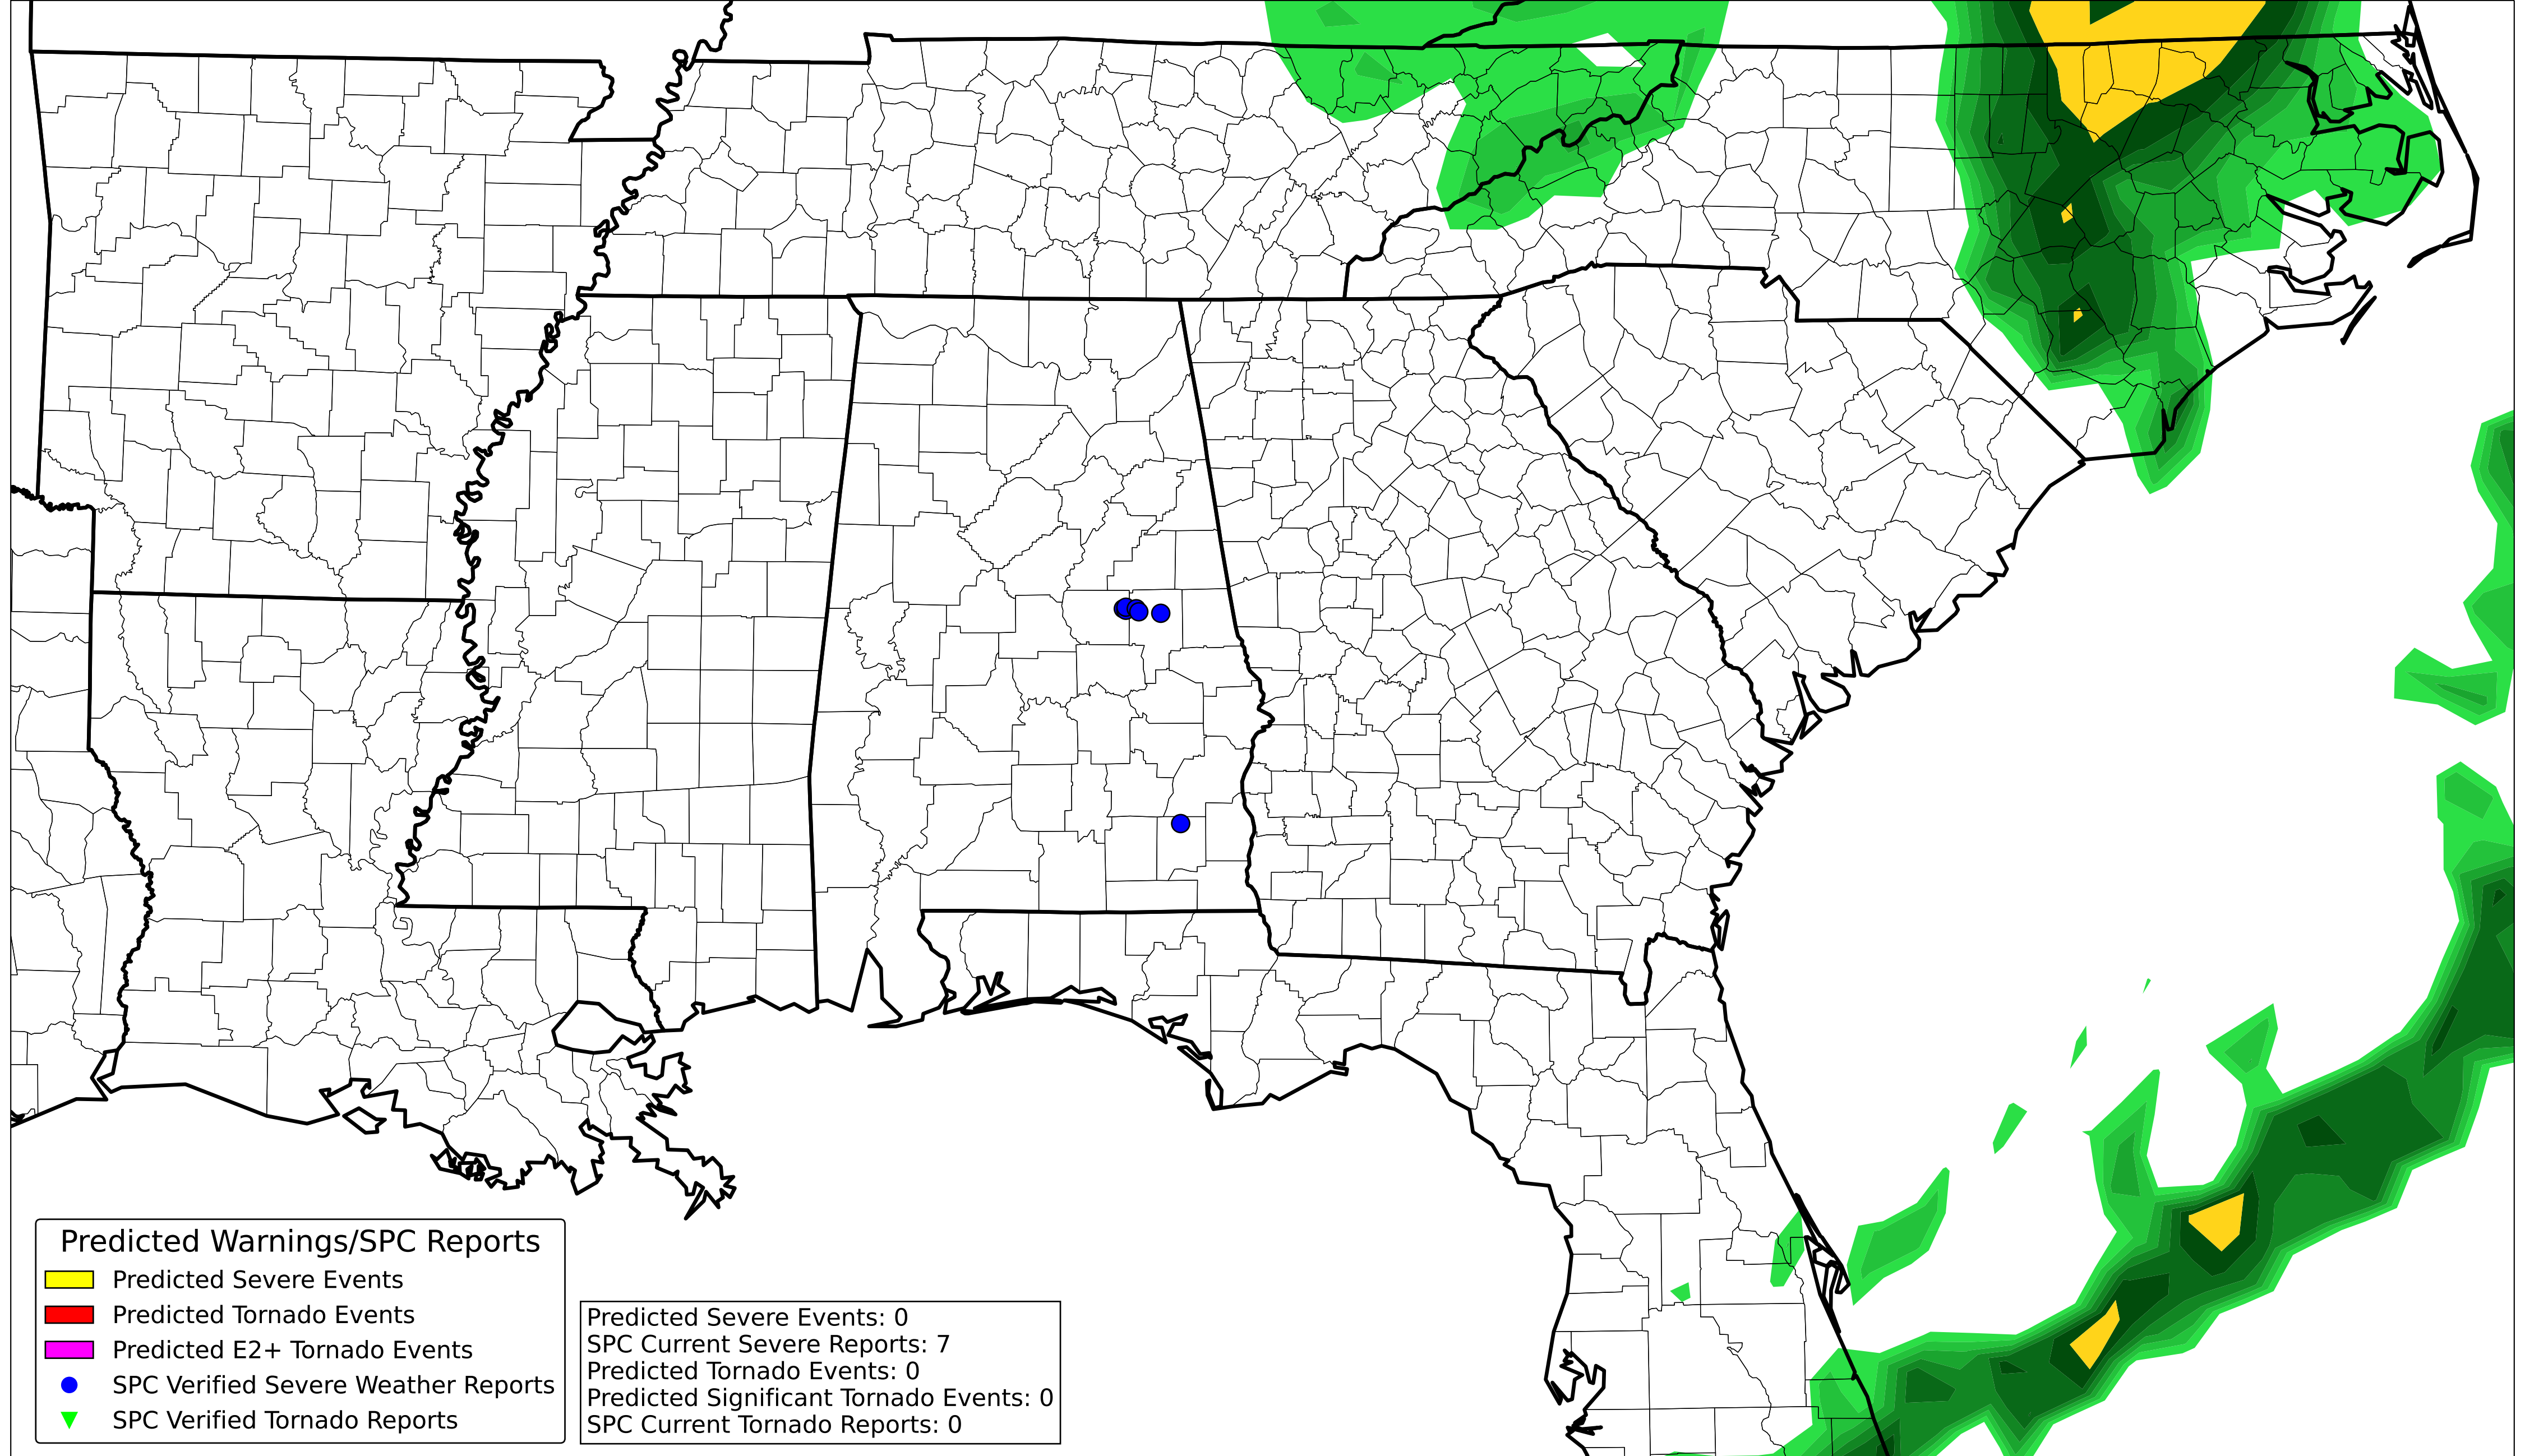 Predicted Warnings/SPC Reports
Predicted Severe Events
Predicted Tornado Events
Predicted E2+ Tornado Events
SPC Verified Severe Weather Reports
SPC Verified Tornado Reports
Predicted Severe Events: 0
SPC Current Severe Reports: 7
Predicted Tornado Events: 0
Predicted Significant Tornado Events: 0
SPC Current Tornado Reports: 0